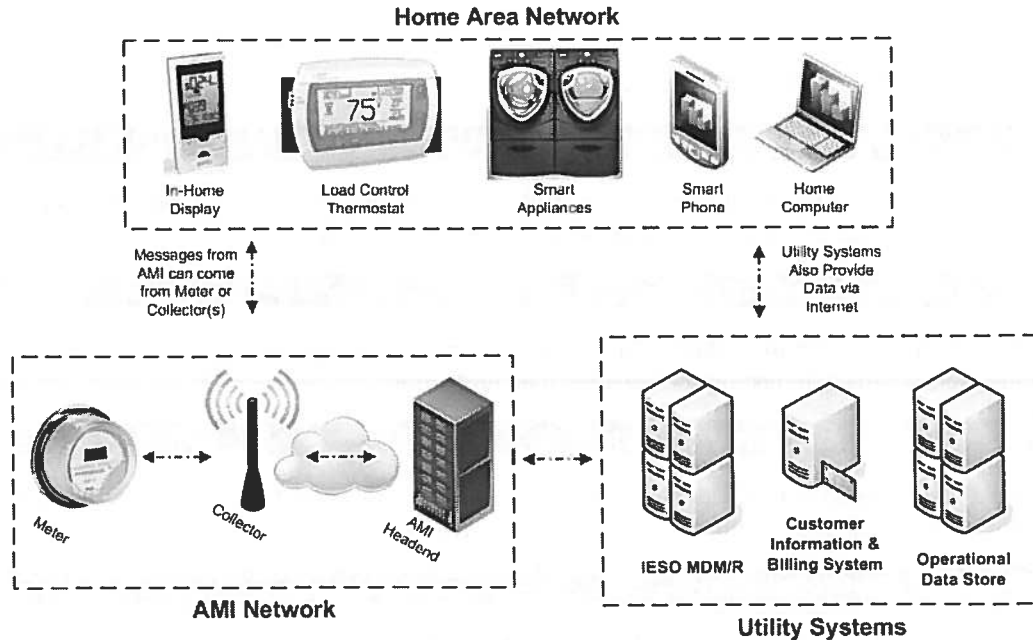 Home Area Network
75
In-Home
Display
Load Control
Thermostat
Smart
Appliances
Smart
Phone
Home
Computer
Messages from
AMI can come
from Meter or
Collector(s)
Utility Systems
Also Provide
Data via
Internet
Meter
Collector
AMI
Headend
AMI Network
IESO MDM/R
Customer
Information &
Billing System
Operational
Data Store
Utility Systems